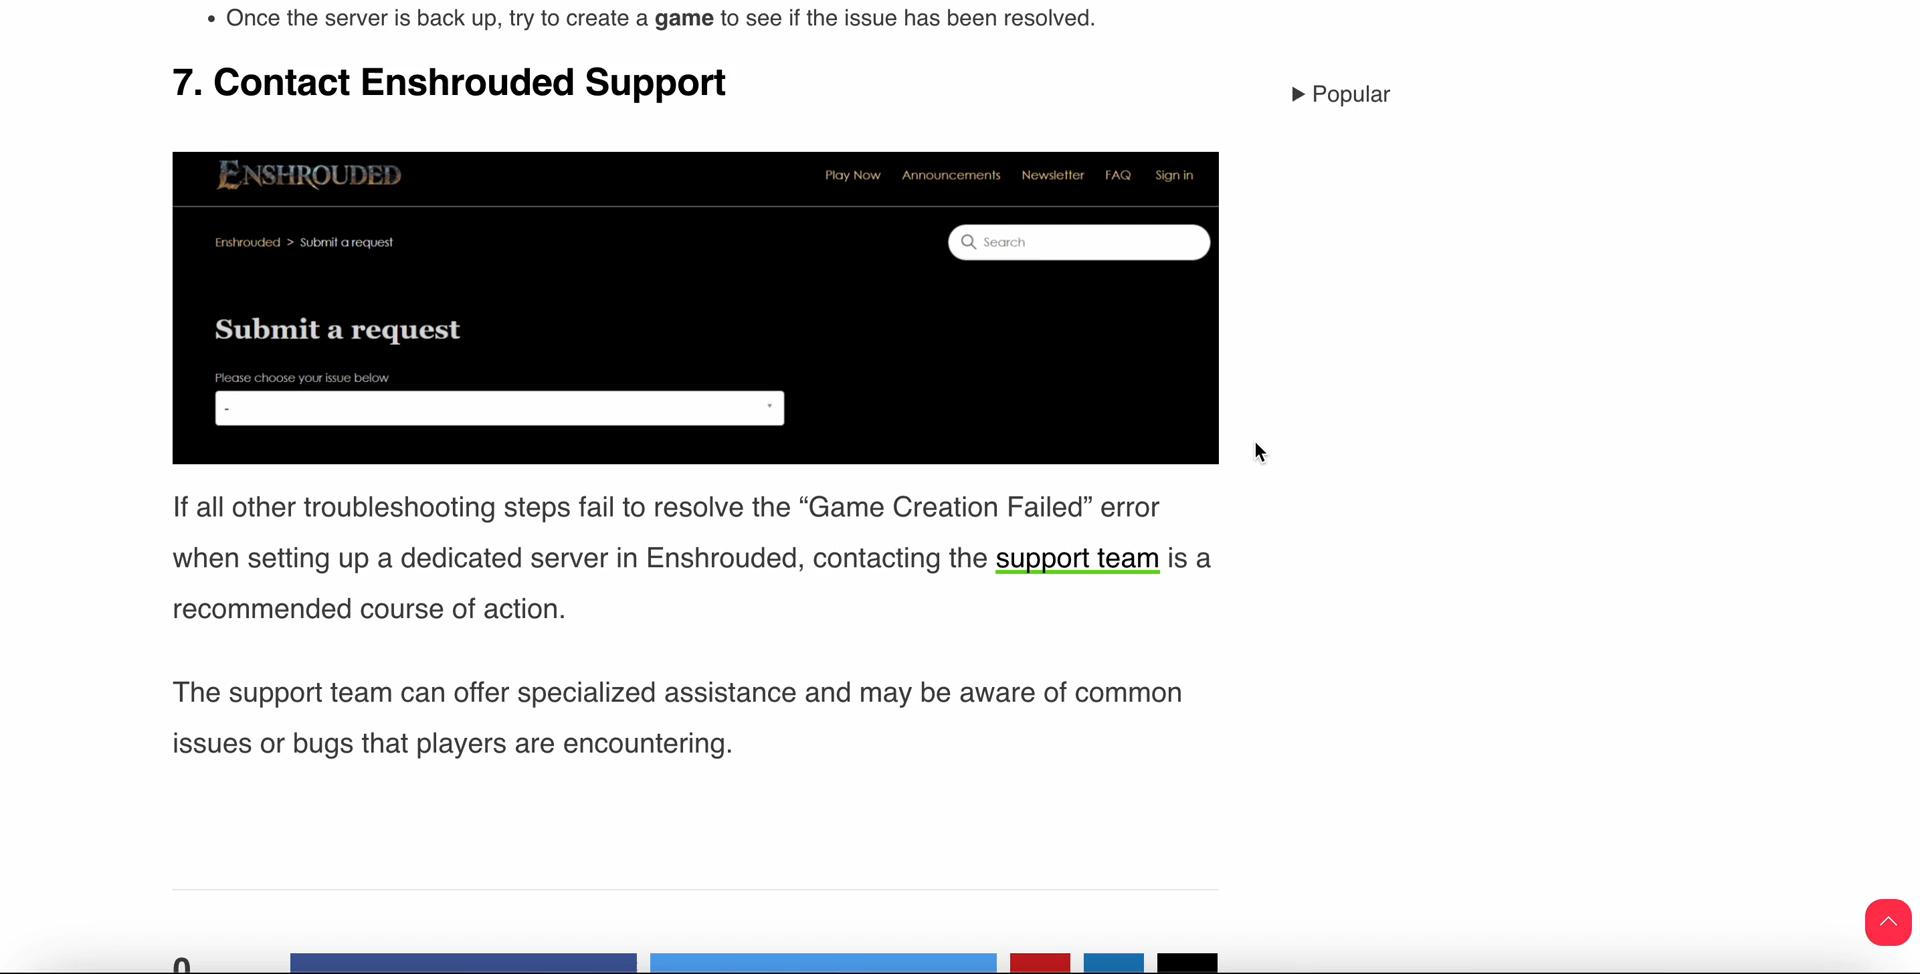 • Once the server is back up, try to create a game to see if the issue has been resolved.
7. Contact Enshrouded Support
▶ Popular
ENSHROUDED
Play Now Announcements Newsletter FAQ Sign in
Enshrouded > Submit a request
Search
Submit a request
Please choose your issue below
-
If all other troubleshooting steps fail to resolve the “Game Creation Failed” error
when setting up a dedicated server in Enshrouded, contacting the support team is a
recommended course of action.
The support team can offer specialized assistance and may be aware of common
issues or bugs that players are encountering.
0